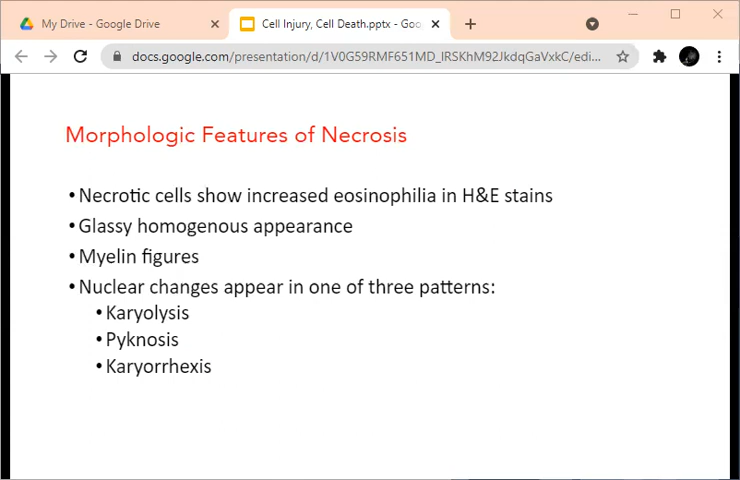 My Drive - Google Drive
Cell Injury, Cell Death.pptx - Goo
docs.google.com/presentation/d/1V0G59RMF651MD_IRSKhM92JkdqGaVxkC/edi...
Morphologic Features of Necrosis
• Necrotic cells show increased eosinophilia in H&E stains
• Glassy homogenous appearance
• Myelin figures
• Nuclear changes appear in one of three patterns:
• Karyolysis
• Pyknosis
• Karyorrhexis